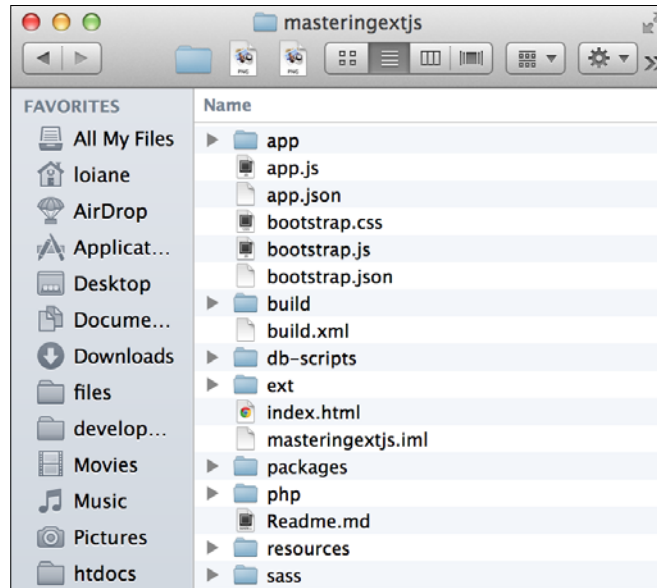 masteringextjs
PNG
PNG
FAVORITES
All My Files
loiane
AirDrop
Applicat...
Desktop
Docume...
Downloads
files
develop...
Movies
Music
Pictures
htdocs
Name
app
app.js
app.json
bootstrap.css
bootstrap.js
bootstrap.json
build
build.xml
db-scripts
ext
index.html
masteringextjs.iml
packages
php
Readme.md
resources
sass